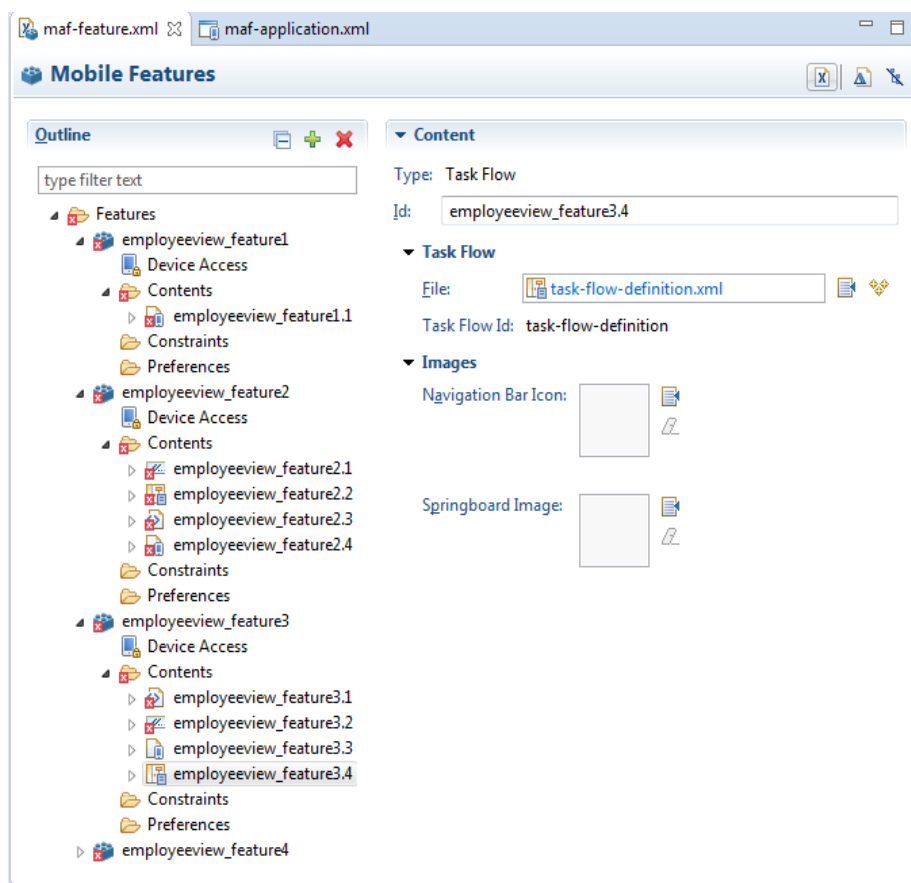 maf-feature.xml
maf-application.xml
Mobile Features
Outline
type filter text
Features
employeeview_feature1
Device Access
Contents
employeeview_feature1.1
Constraints
Preferences
employeeview_feature2
Device Access
Contents
employeeview_feature2.1
employeeview_feature2.2
employeeview_feature2.3
employeeview_feature2.4
Constraints
Preferences
employeeview_feature3
Device Access
Contents
employeeview_feature3.1
employeeview_feature3.2
employeeview_feature3.3
employeeview_feature3.4
Constraints
Preferences
employeeview_feature4
Content
Type: Task Flow
Id: employeeview_feature3.4
Task Flow
File: task-flow-definition.xml
Task Flow Id: task-flow-definition
Images
Navigation Bar Icon:
Springboard Image: